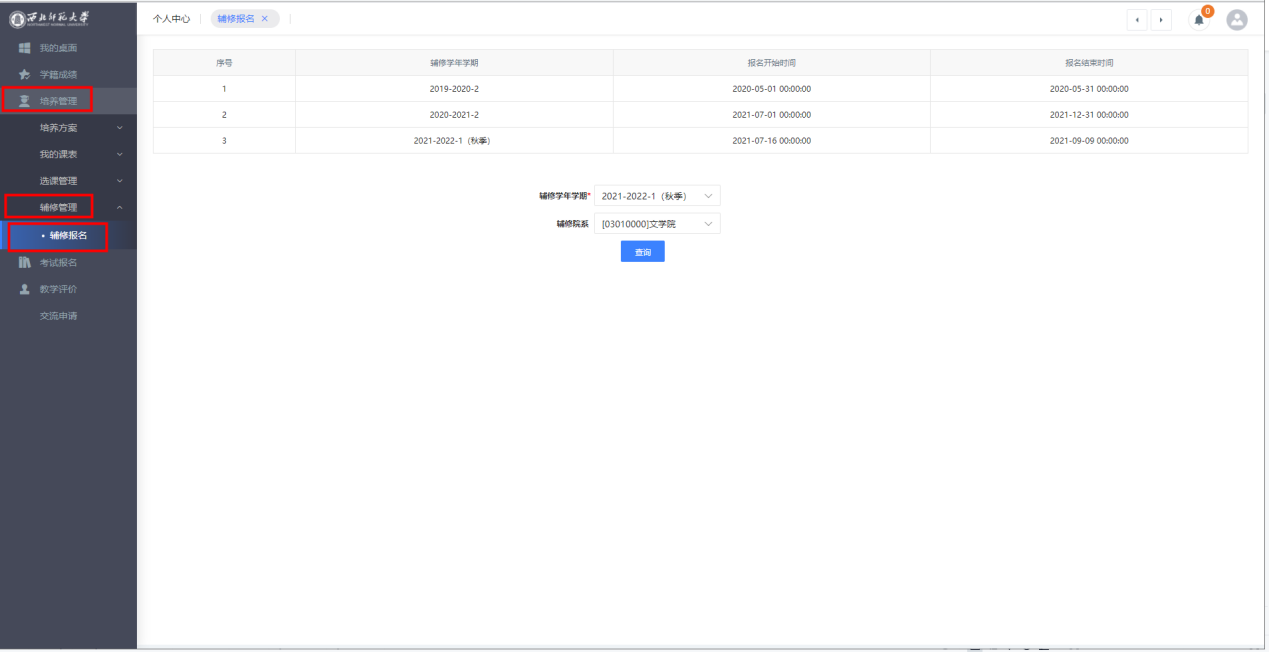 西北师范大学
NORTHWEST NORMAL UNIVERSITY
个人中心 辅修报名 ×
0
我的桌面
学籍成绩
培养管理
培养方案
我的课表
选课管理
辅修管理
• 辅修报名
考试报名
教学评价
交流申请
序号 辅修学年学期 报名开始时间 报名结束时间
1 2019-2020-2 2020-05-01 00:00:00 2020-05-31 00:00:00
2 2020-2021-2 2021-07-01 00:00:00 2021-12-31 00:00:00
3 2021-2022-1（秋季） 2021-07-16 00:00:00 2021-09-09 00:00:00
辅修学年学期* 2021-2022-1（秋季）
辅修院系 [03010000]文学院
查询